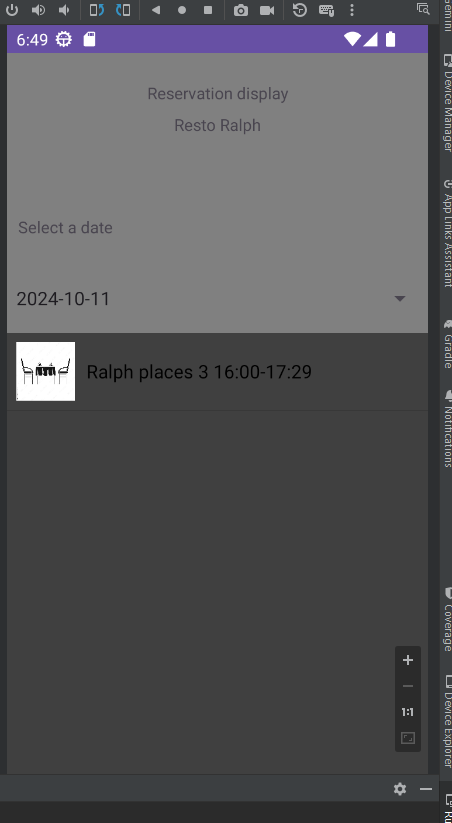 6:49
Reservation display
Resto Ralph
Select a date
2024-10-11
Ralph places 3 16:00-17:29
1:1
Device Manager
App Links Assistant
Gradle
Notifications
Coverage
Device Explorer